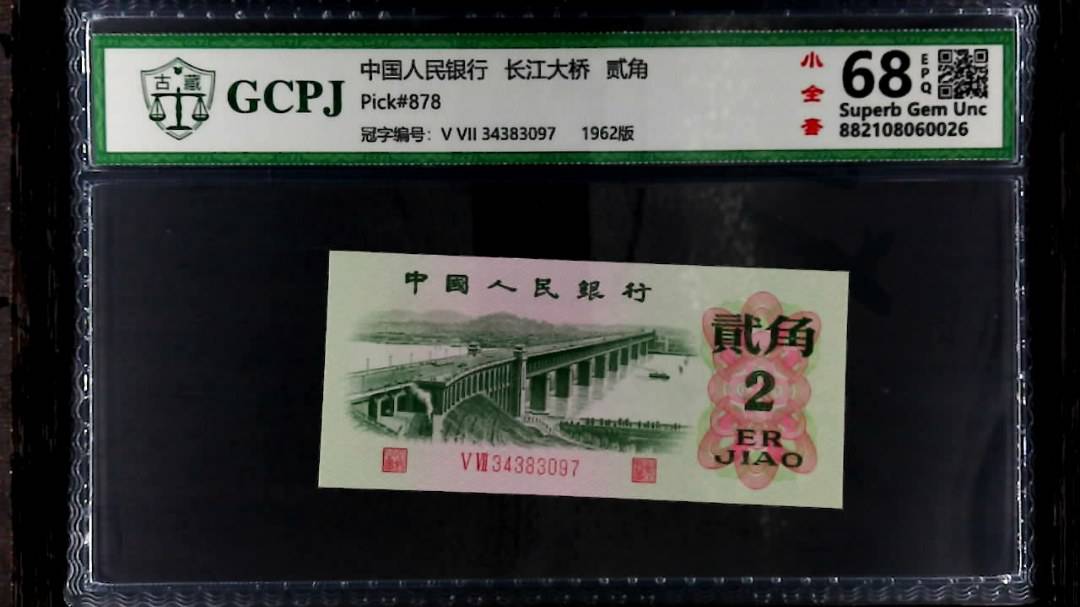 古藏
GCPJ
中国人民银行 长江大桥 贰角
Pick#878
冠字编号: V VII 34383097 1962版
小全套
68 EPQ
Superb Gem Unc
882108060026
中國人民銀行
貳角
2
ER
JIAO
V VII 34383097